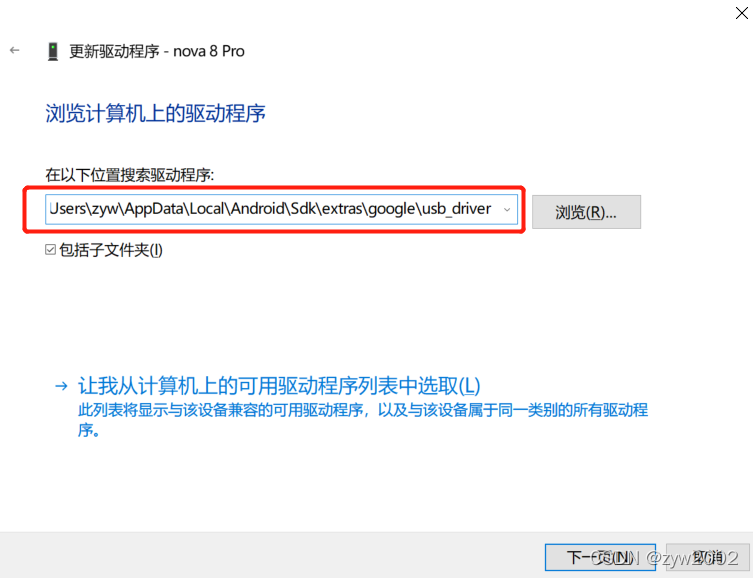 更新驱动程序 - nova 8 Pro
浏览计算机上的驱动程序
在以下位置搜索驱动程序:
Users\zyw\AppData\Local\Android\Sdk\extras\google\usb_driver
浏览(R)...
包括子文件夹(I)
→ 让我从计算机上的可用驱动程序列表中选取(L)
此列表将显示与该设备兼容的可用驱动程序，以及与该设备属于同一类别的所有驱动程
序。
下一页(N)
取消
CSDN @zyw2002